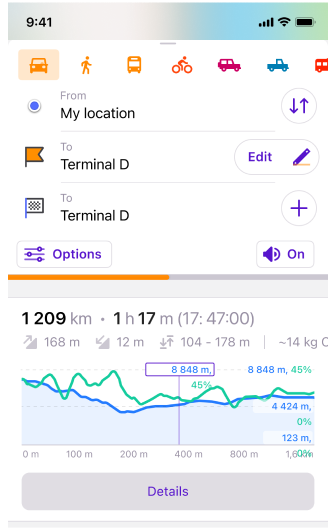 9:41
From
My location
To
Terminal D
Edit
To
Terminal D
Options
On
1 209 km • 1 h 17 m (17: 47:00)
168 m 12 m 104 - 178 m ~14 kg C
8 848 m, 8 848 m, 45%
45%
4 424 m,
0%
123 m,
0 m 100 m 200 m 400 m 800 m 1,6
0%
Details